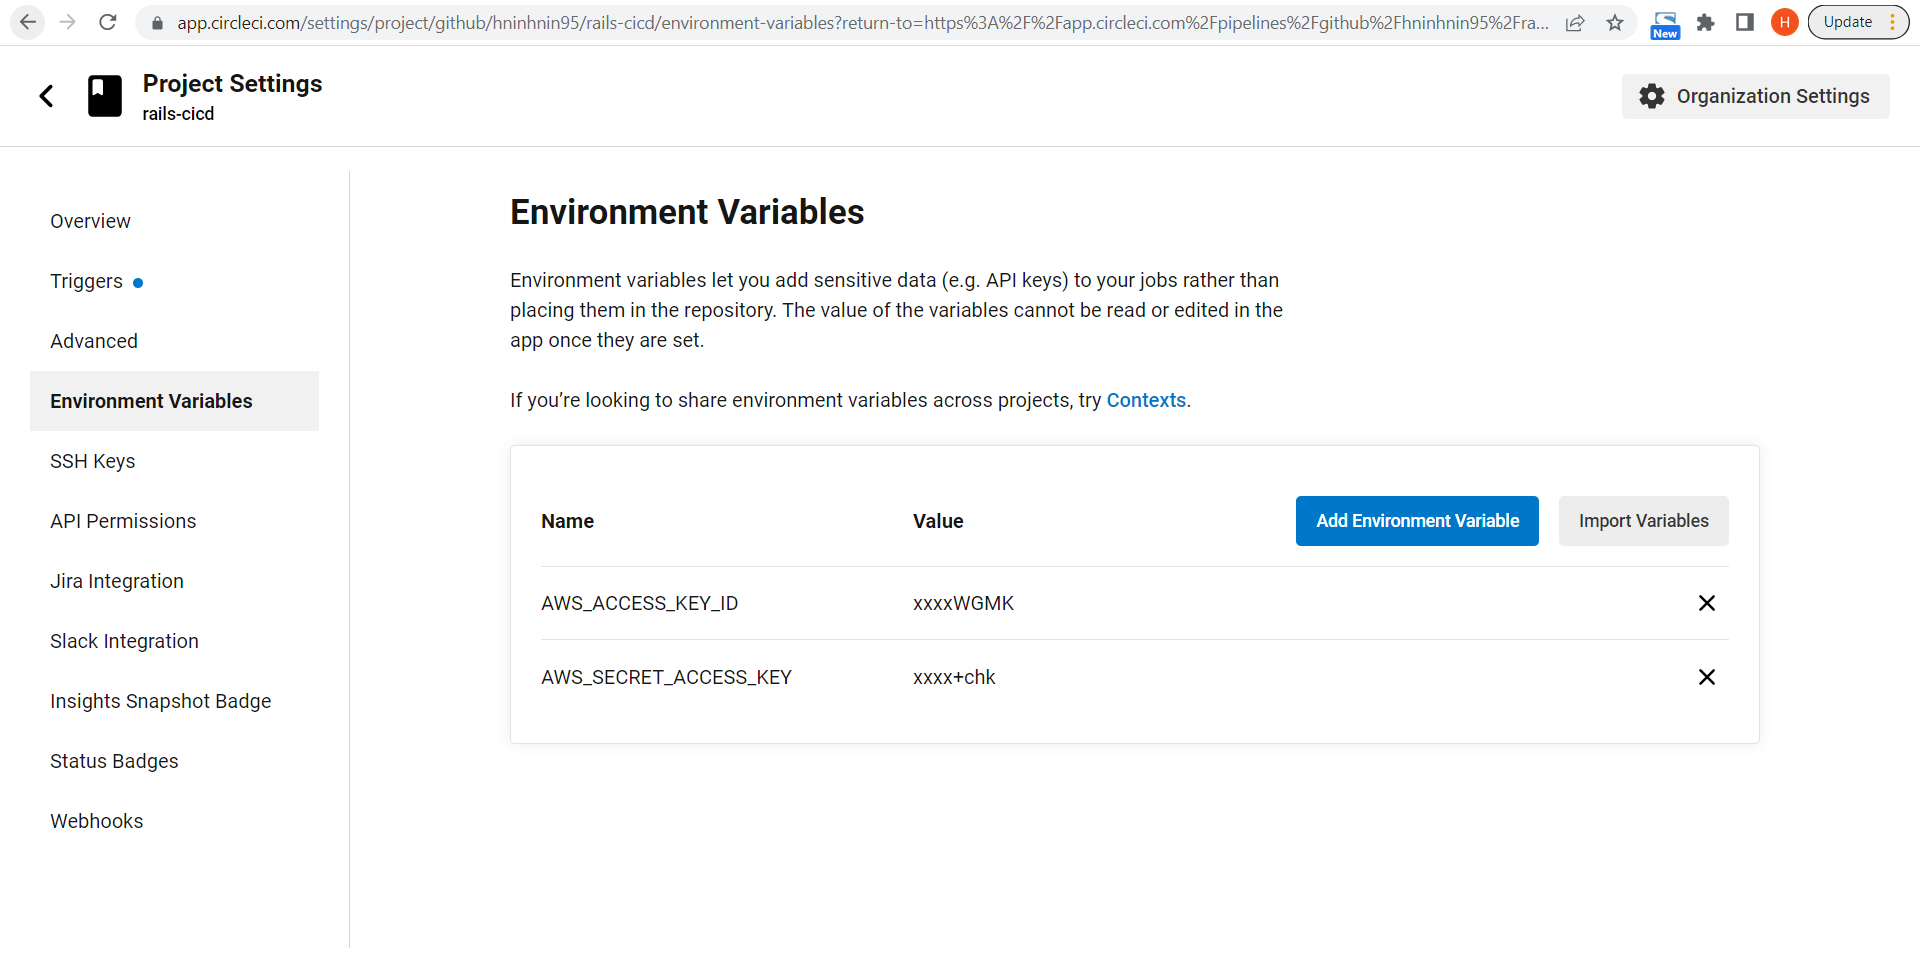 app.circleci.com/settings/project/github/hninhnin95/rails-cicd/environment-variables?return-to=https%3A%2F%2Fapp.circleci.com%2Fpipelines%2Fgithub%2Fhninhnin95%2Fra...
New
H
Update
Project Settings
rails-cicd
Organization Settings
Overview
Triggers
Advanced
Environment Variables
SSH Keys
API Permissions
Jira Integration
Slack Integration
Insights Snapshot Badge
Status Badges
Webhooks
Environment Variables
Environment variables let you add sensitive data (e.g. API keys) to your jobs rather than
placing them in the repository. The value of the variables cannot be read or edited in the
app once they are set.
If you’re looking to share environment variables across projects, try Contexts.
Name Value Add Environment Variable Import Variables
AWS_ACCESS_KEY_ID xxxxWGMK
AWS_SECRET_ACCESS_KEY xxxx+chk